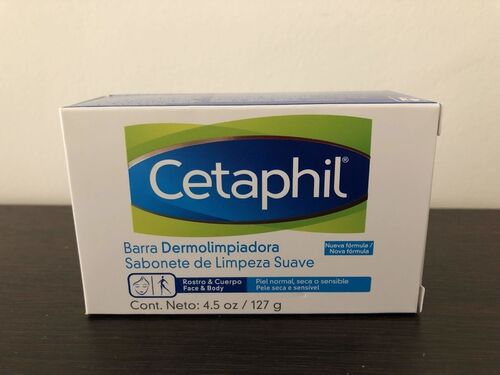 Cetaphil®
Barra Dermolimpiadora
Sabonete de Limpeza Suave
Nueva fórmula /
Nova fórmula
Rostro & Cuerpo
Face & Body
Piel normal, seca o sensible
Pele seca e sensível
Cont. Neto: 4.5 oz / 127 g